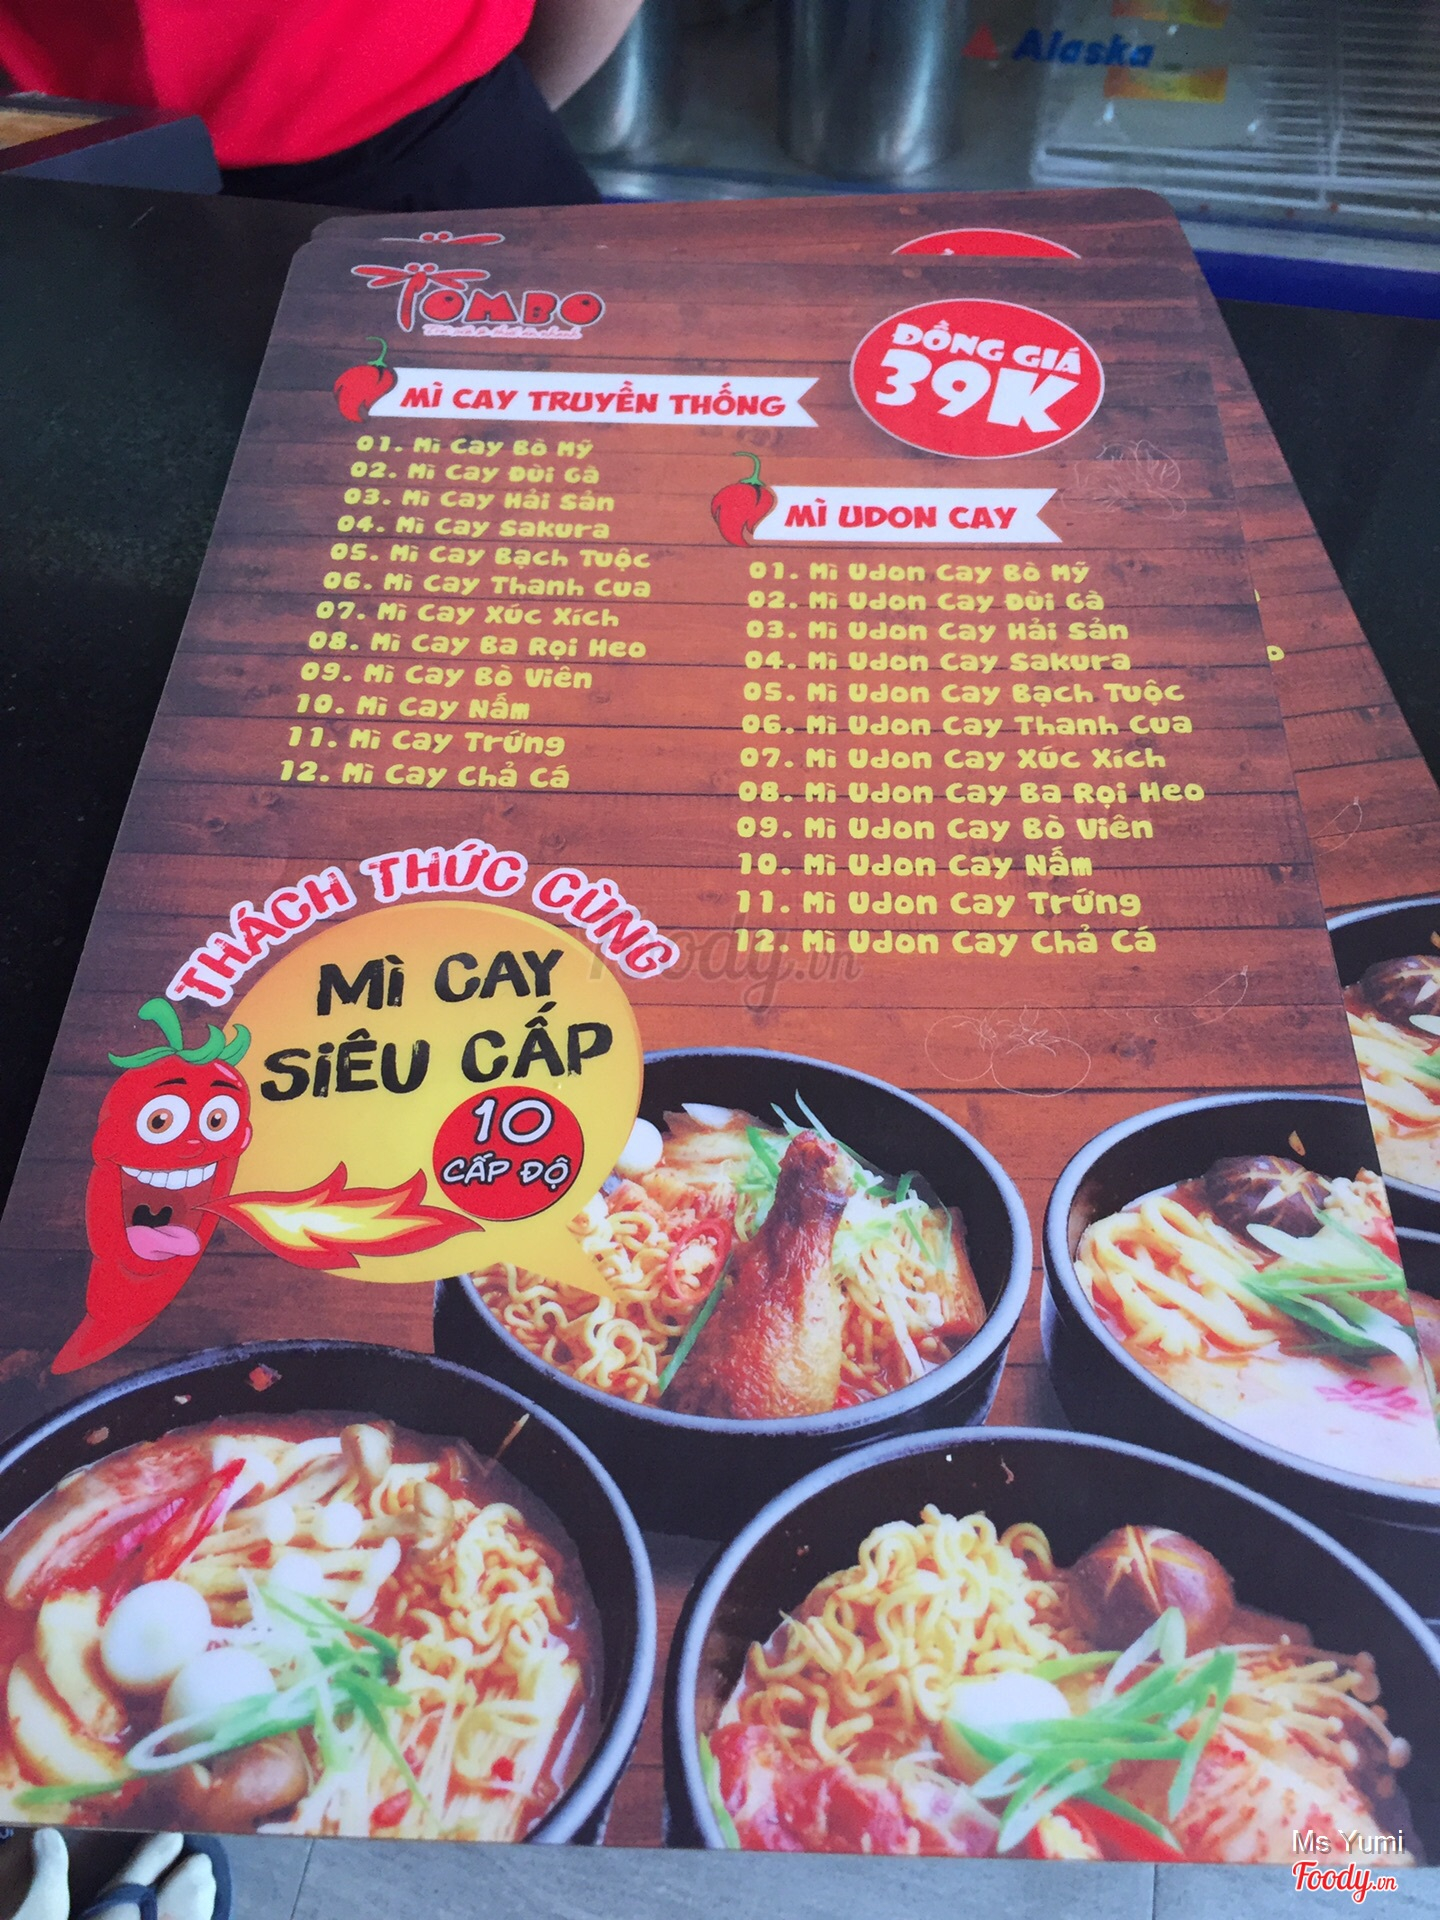 Alaska
TOMBO
ĐỒNG GIÁ
39K
MÌ CAY TRUYỀN THỐNG
01. Mì Cay Bò Mỹ
02. Mì Cay Đùi Gà
03. Mì Cay Hải Sản
04. Mì Cay Sakura
05. Mì Cay Bạch Tuộc
06. Mì Cay Thanh Cua
07. Mì Cay Xúc Xích
08. Mì Cay Ba Rọi Heo
09. Mì Cay Bò Viên
10. Mì Cay Nấm
11. Mì Cay Trứng
12. Mì Cay Chả Cá
MÌ UDON CAY
01. Mì Udon Cay Bò Mỹ
02. Mì Udon Cay Đùi Gà
03. Mì Udon Cay Hải Sản
04. Mì Udon Cay Sakura
05. Mì Udon Cay Bạch Tuộc
06. Mì Udon Cay Thanh Cua
07. Mì Udon Cay Xúc Xích
08. Mì Udon Cay Ba Rọi Heo
09. Mì Udon Cay Bò Viên
10. Mì Udon Cay Nấm
11. Mì Udon Cay Trứng
12. Mì Udon Cay Chả Cá
THÁCH THỨC CÙNG
MÌ CAY
SIÊU CẤP
10
CẤP ĐỘ
Foody.vn
Ms Yumi
Foody.vn